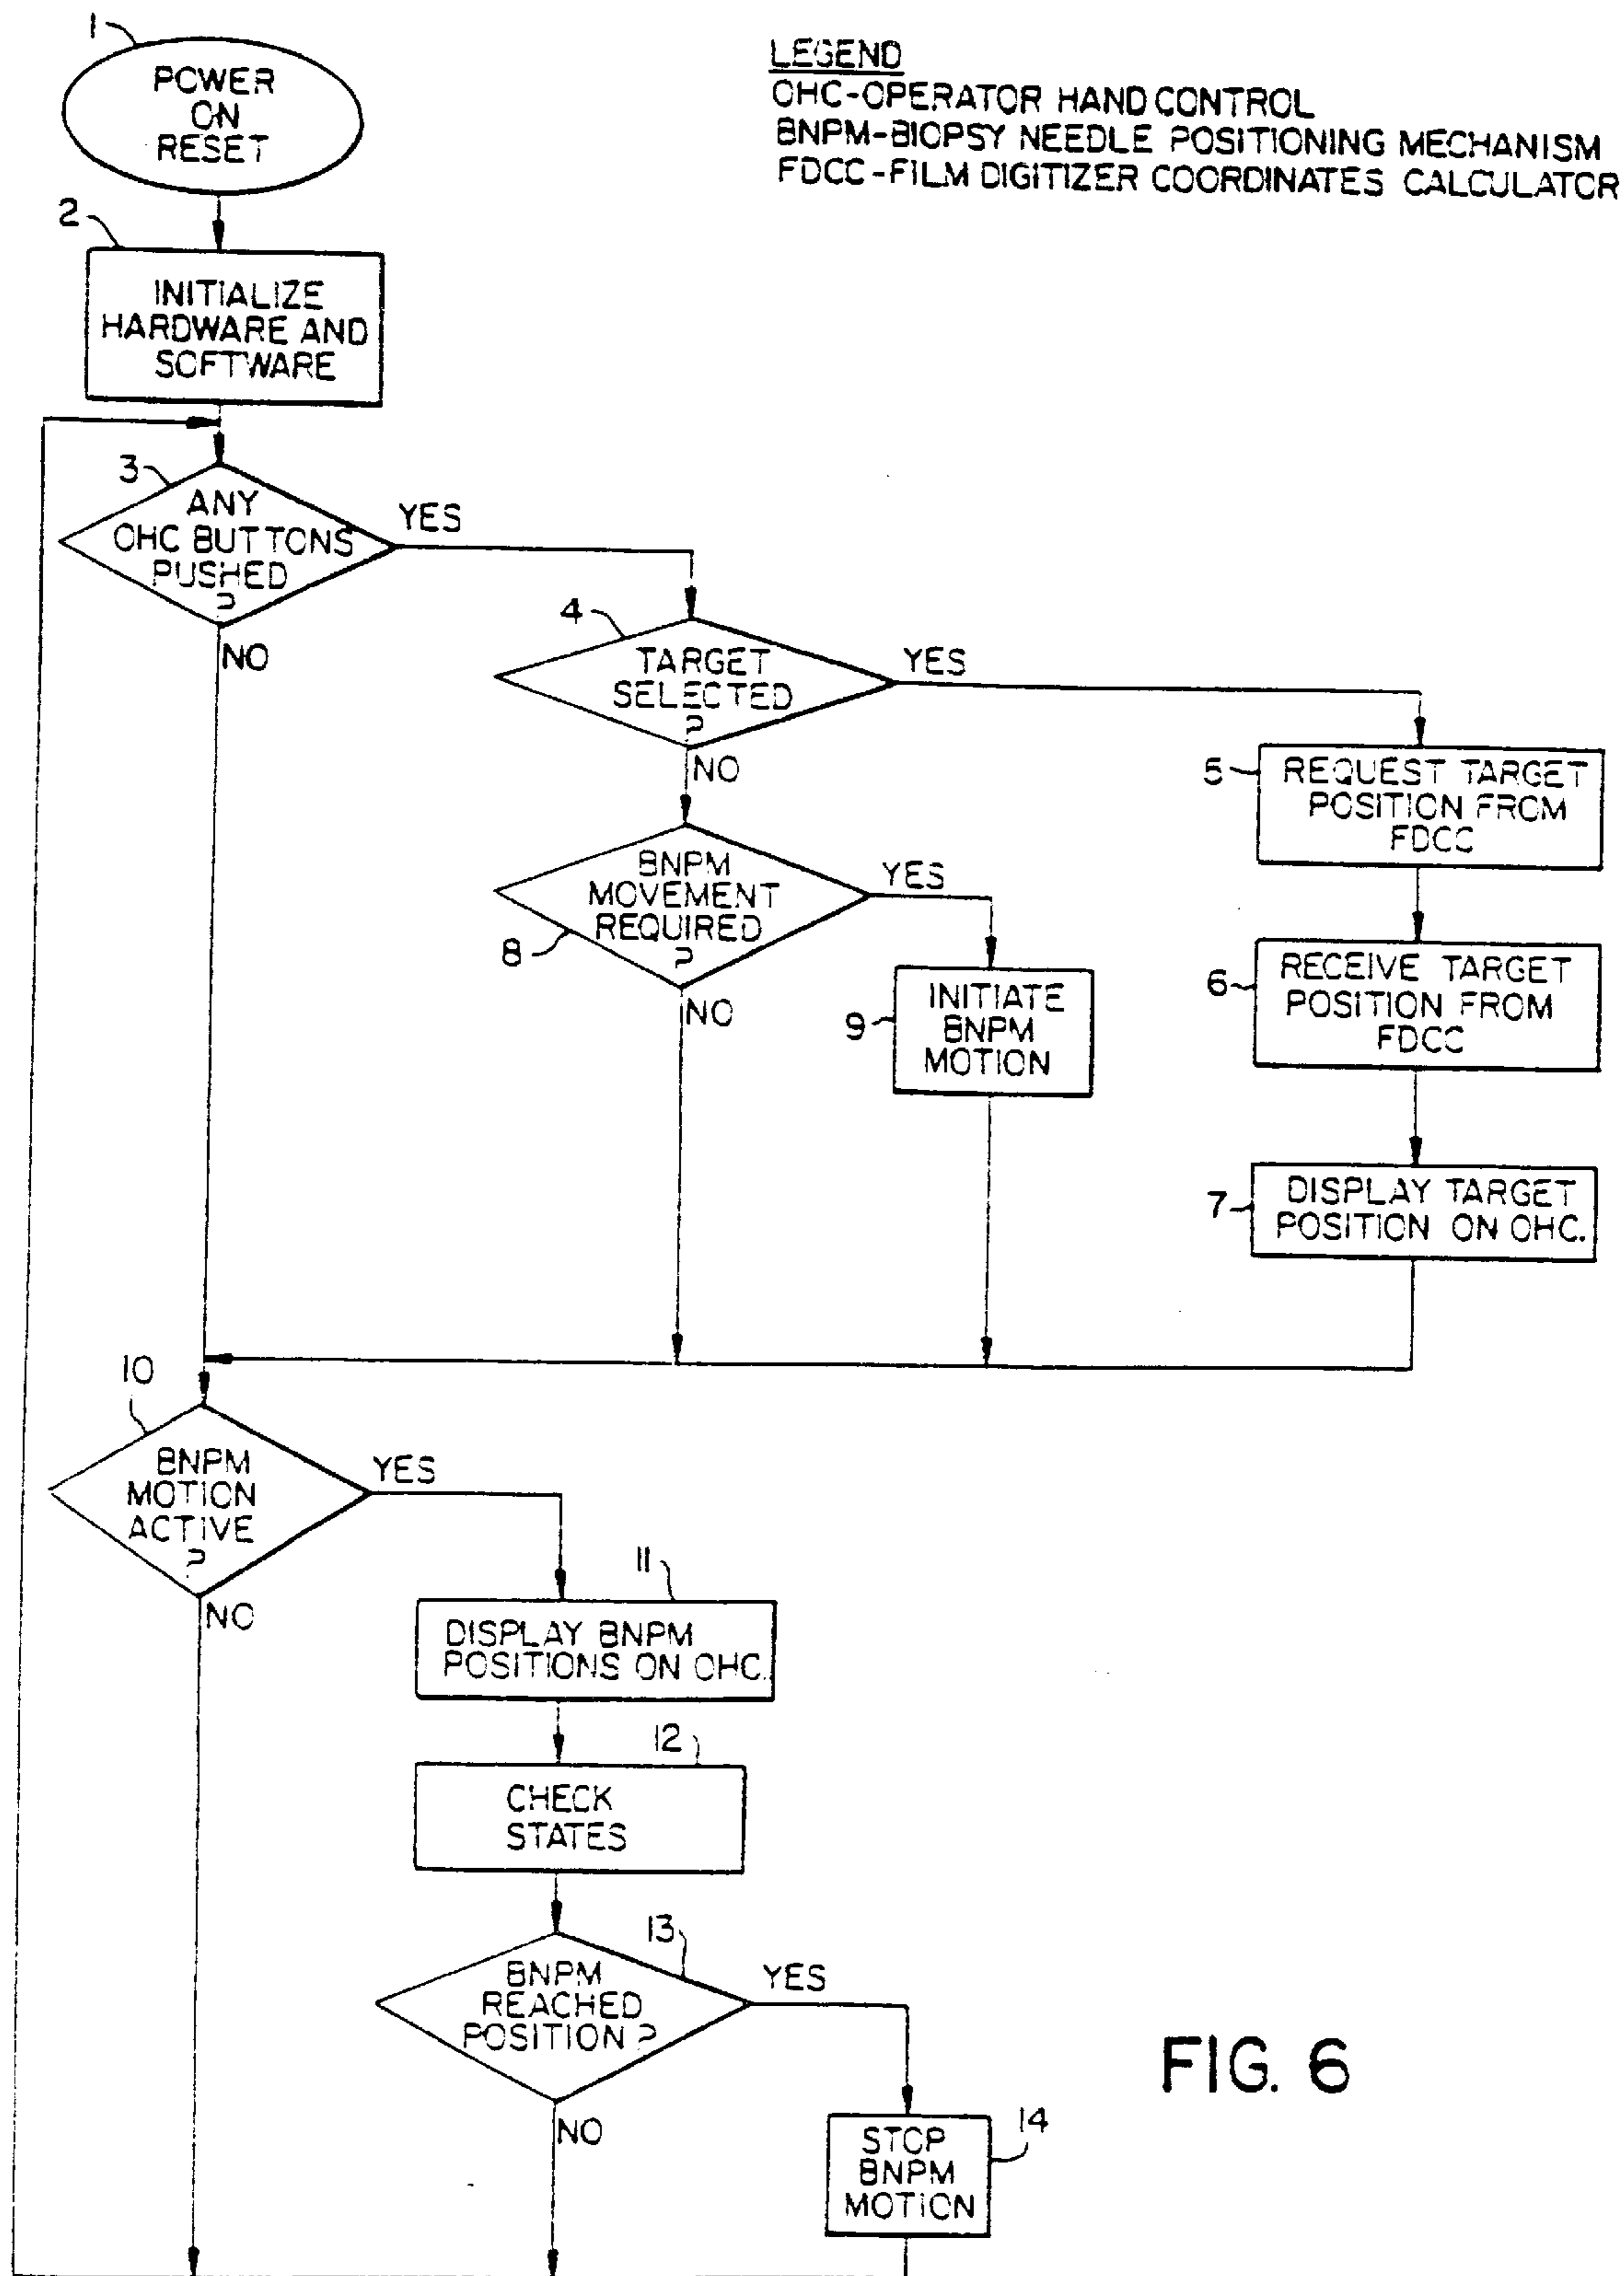 1
POWER
ON
RESET
LEGEND
OHC-OPERATOR HAND CONTROL
BNPM-BIOPSY NEEDLE POSITIONING MECHANISM
FDCC-FILM DIGITIZER COORDINATES CALCULATOR
2
INITIALIZE
HARDWARE AND
SOFTWARE
3
ANY
OHC BUTTONS
PUSHED
?
YES
NO
4
TARGET
SELECTED
?
YES
NO
5
REQUEST TARGET
POSITION FROM
FDCC
8
BNPM
MOVEMENT
REQUIRED
?
YES
NO
9
INITIATE
BNPM
MOTION
6
RECEIVE TARGET
POSITION FROM
FDCC
7
DISPLAY TARGET
POSITION ON OHC.
10
BNPM
MOTION
ACTIVE
?
YES
NO
11
DISPLAY BNPM
POSITIONS ON OHC.
12
CHECK
STATES
13
BNPM
REACHED
POSITION ?
YES
NO
14
STOP
BNPM
MOTION
FIG. 6